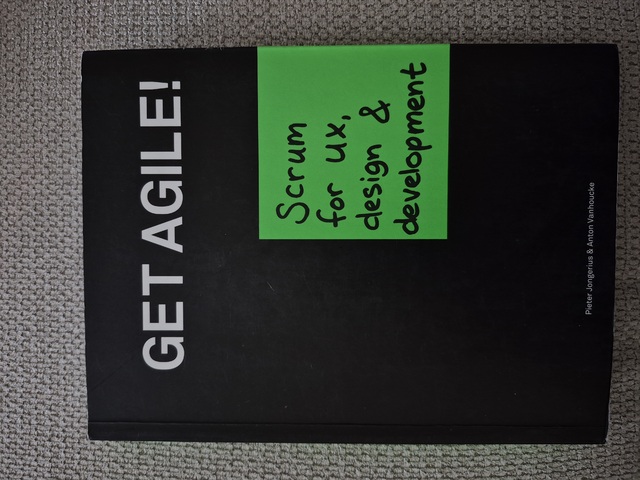 GET AGILE!
Scrum
for UX,
design &
development
Pieter Jongerius & Anton Vanhoucke